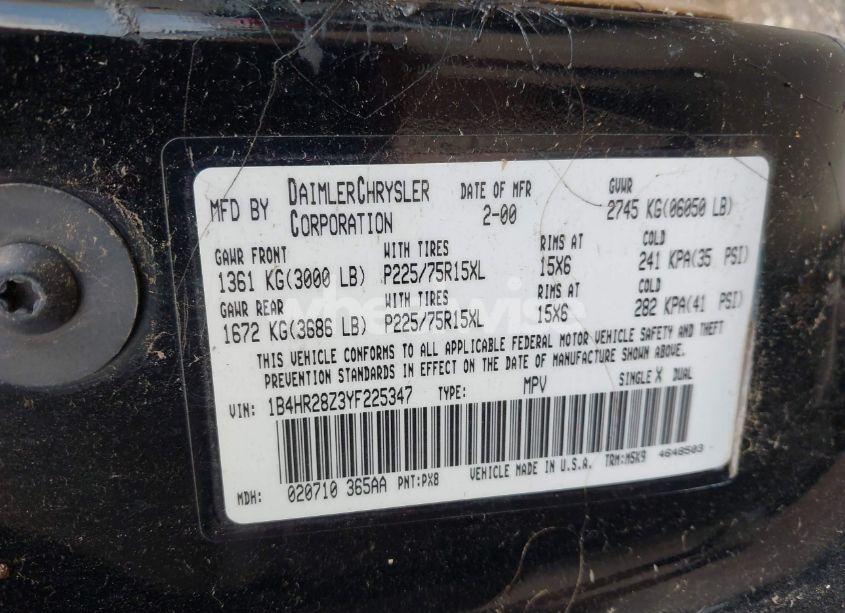 MFD BY DAIMLERCHRYSLER CORPORATION DATE OF MFR 2-00 GVWR 2745 KG(06050 LB)
GAWR FRONT WITH TIRES RIMS AT COLD
1361 KG(3000 LB) P225/75R15XL 15X6 241 KPA(35 PSI)
GAWR REAR WITH TIRES RIMS AT COLD
1672 KG(3686 LB) P225/75R15XL 15X6 282 KPA(41 PSI)
THIS VEHICLE CONFORMS TO ALL APPLICABLE FEDERAL MOTOR VEHICLE SAFETY AND THEFT
PREVENTION STANDARDS IN EFFECT ON THE DATE OF MANUFACTURE SHOWN ABOVE.
VIN: 1B4HR28Z3YF225347 TYPE: MPV SINGLE X DUAL
MDH: 020710 365AA PNT:PX8 VEHICLE MADE IN U.S.A. TRM:M5K9 4648503